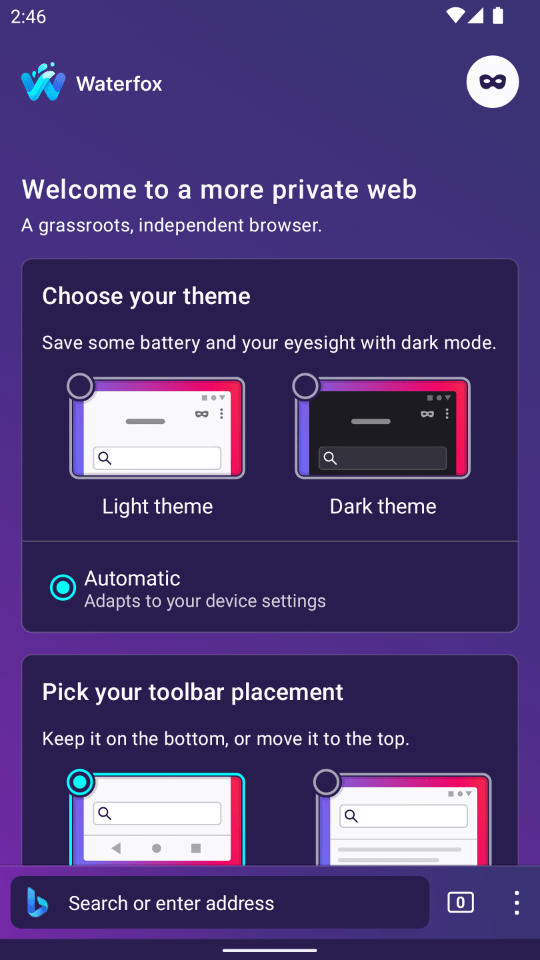 2:46
Waterfox
Welcome to a more private web
A grassroots, independent browser.
Choose your theme
Save some battery and your eyesight with dark mode.
Light theme
Dark theme
Automatic
Adapts to your device settings
Pick your toolbar placement
Keep it on the bottom, or move it to the top.
Search or enter address
0